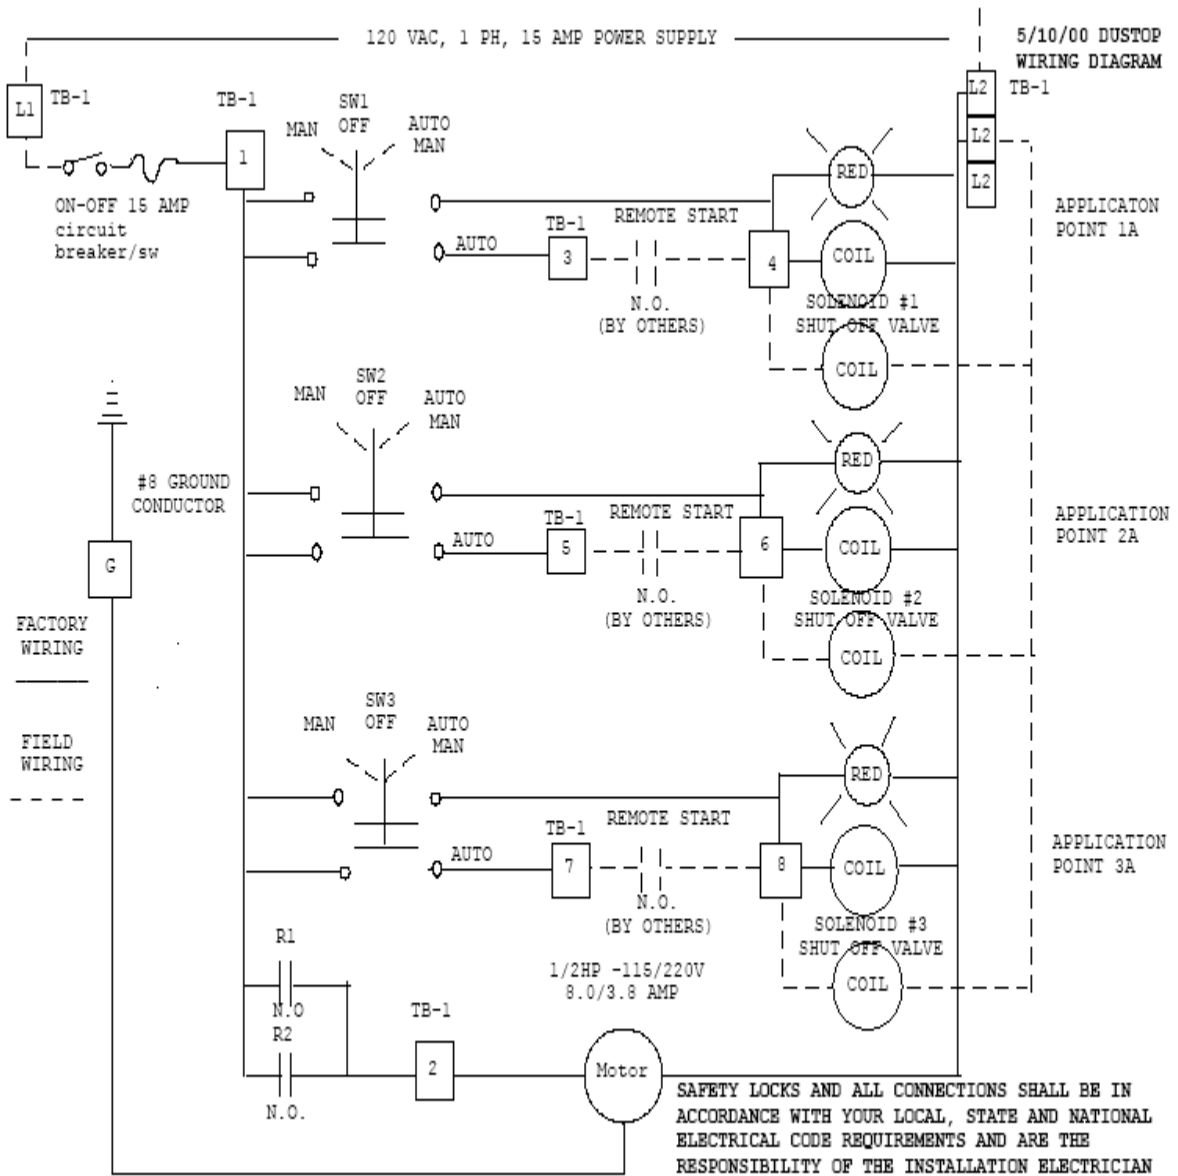 120 VAC, 1 PH, 15 AMP POWER SUPPLY
5/10/00 DUSTOP
WIRING DIAGRAM
L1
TB-1
TB-1
1
ON-OFF 15 AMP
circuit
breaker/sw
SW1
OFF
MAN
AUTO
MAN
AUTO
TB-1
3
REMOTE START
N.O.
(BY OTHERS)
4
RED
COIL
SOLENOID #1
SHUT OFF VALVE
COIL
L2
TB-1
L2
L2
APPLICATON
POINT 1A
#8 GROUND
CONDUCTOR
G
SW2
OFF
MAN
AUTO
MAN
AUTO
TB-1
5
REMOTE START
N.O.
(BY OTHERS)
6
RED
COIL
SOLENOID #2
SHUT OFF VALVE
COIL
APPLICATION
POINT 2A
FACTORY
WIRING
FIELD
WIRING
SW3
OFF
MAN
AUTO
MAN
AUTO
TB-1
7
REMOTE START
N.O.
(BY OTHERS)
8
RED
COIL
SOLENOID #3
SHUT OFF VALVE
COIL
APPLICATION
POINT 3A
R1
N.O
R2
N.O.
TB-1
2
1/2HP -115/220V
8.0/3.8 AMP
Motor
SAFETY LOCKS AND ALL CONNECTIONS SHALL BE IN
ACCORDANCE WITH YOUR LOCAL, STATE AND NATIONAL
ELECTRICAL CODE REQUIREMENTS AND ARE THE
RESPONSIBILITY OF THE INSTALLATION ELECTRICIAN